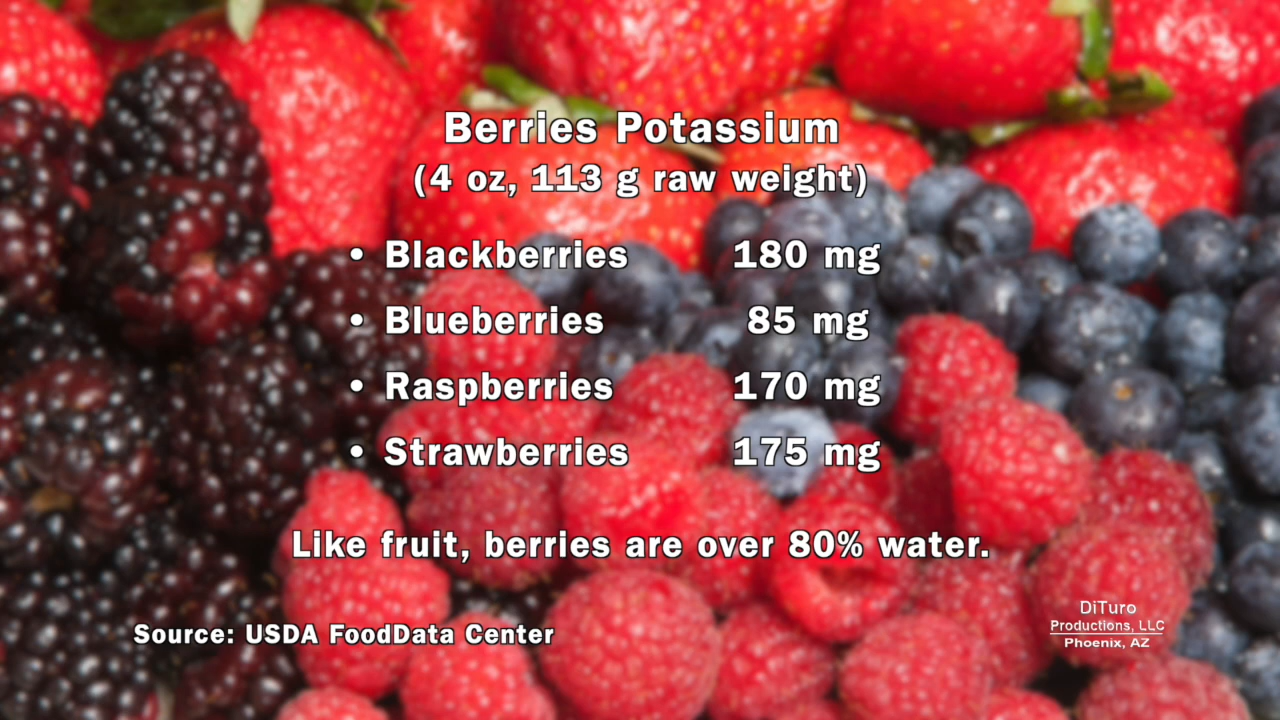 Berries Potassium
(4 oz, 113 g raw weight)
• Blackberries 180 mg
• Blueberries 85 mg
• Raspberries 170 mg
• Strawberries 175 mg
Like fruit, berries are over 80% water.
Source: USDA FoodData Center
DiTuro
Productions, LLC
Phoenix, AZ